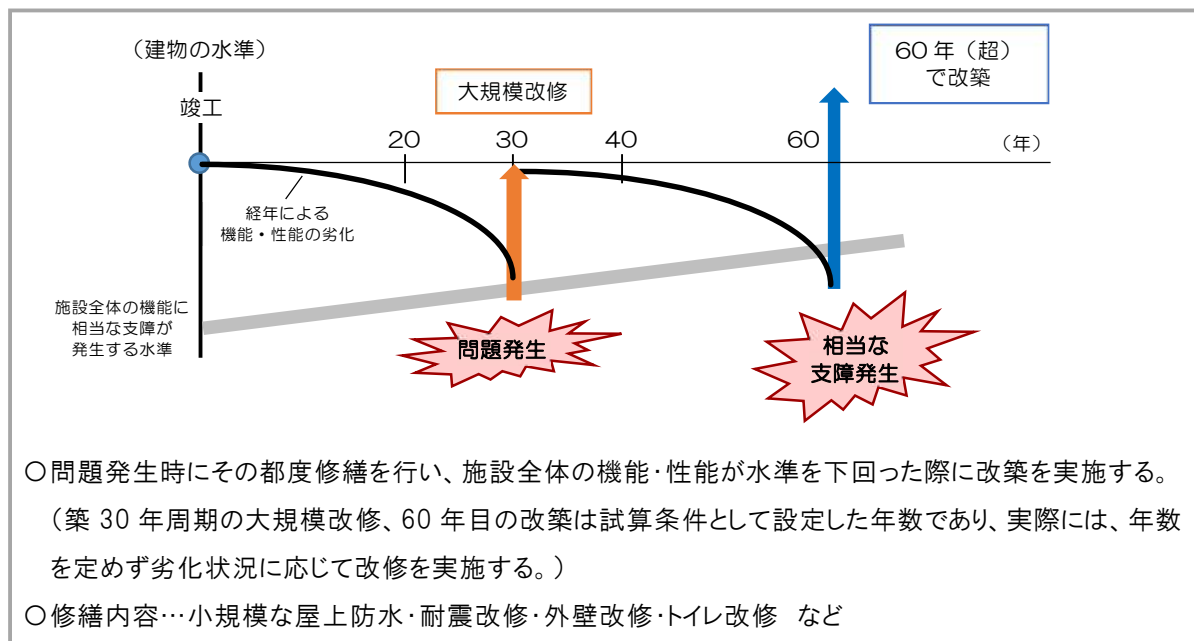 (建物の水準)
竣工
大規模改修
60年(超)
で改築
20
30
40
60
(年)
経年による
機能・性能の劣化
施設全体の機能に
相当な支障が
発生する水準
問題発生
相当な
支障発生
○問題発生時にその都度修繕を行い、施設全体の機能・性能が水準を下回った際に改築を実施する。
(築 30 年周期の大規模改修、60 年目の改築は試算条件として設定した年数であり、実際には、年数
を定めず劣化状況に応じて改修を実施する。)
○修繕内容…小規模な屋上防水・耐震改修・外壁改修・トイレ改修 など